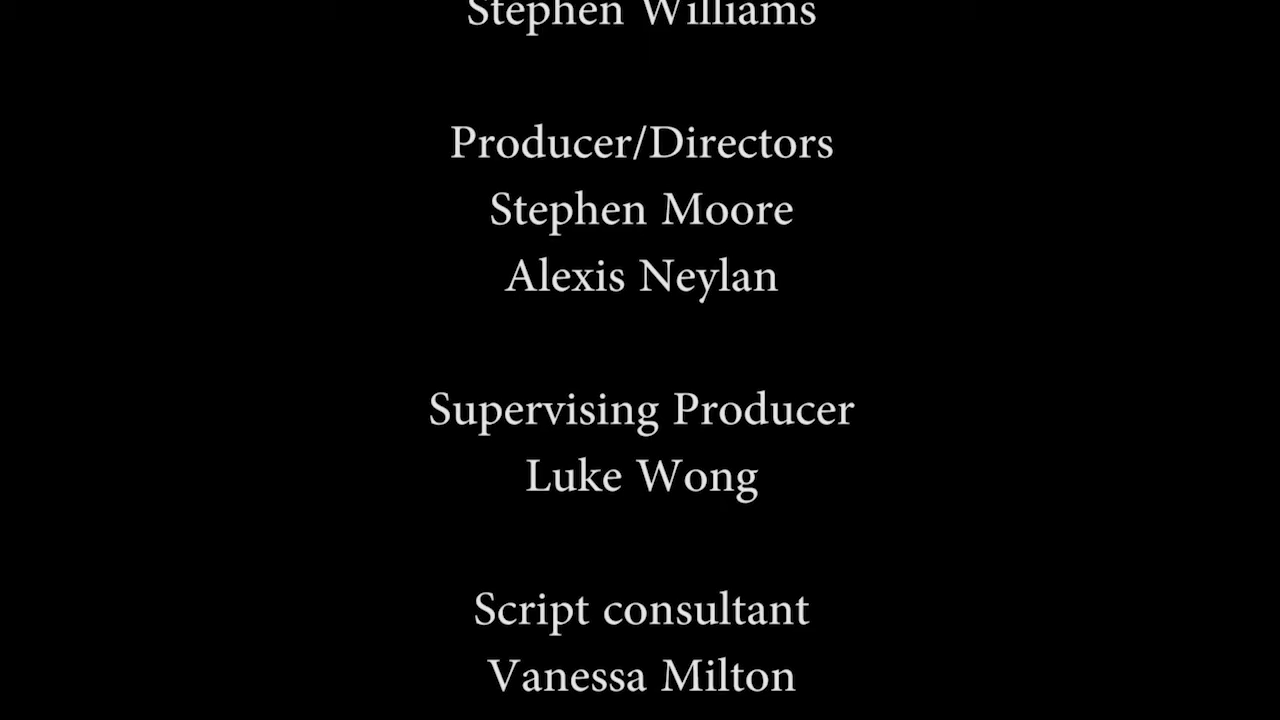 Stephen Williams
Producer/Directors
Stephen Moore
Alexis Neylan
Supervising Producer
Luke Wong
Script consultant
Vanessa Milton